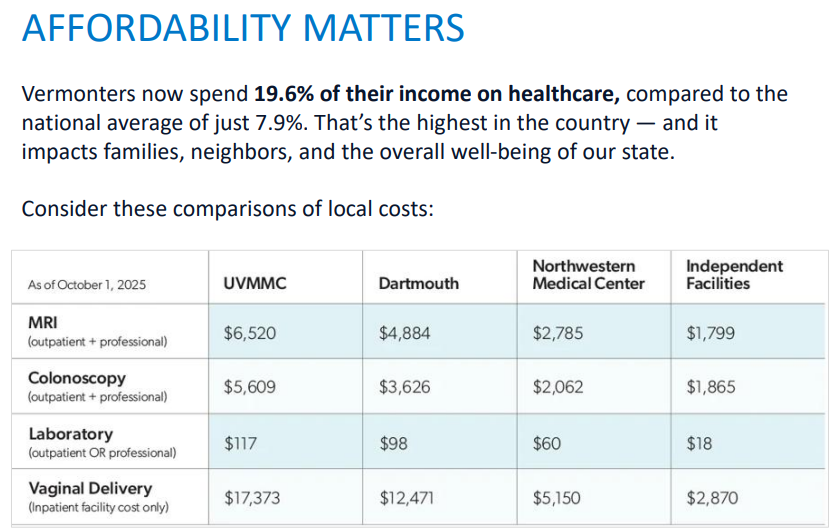 AFFORDABILITY MATTERS
Vermonters now spend 19.6% of their income on healthcare, compared to the
national average of just 7.9%. That’s the highest in the country — and it
impacts families, neighbors, and the overall well-being of our state.
Consider these comparisons of local costs:
As of October 1, 2025 UVMMC Dartmouth Northwestern Medical Center Independent Facilities
MRI
(outpatient + professional) $6,520 $4,884 $2,785 $1,799
Colonoscopy
(outpatient + professional) $5,609 $3,626 $2,062 $1,865
Laboratory
(outpatient OR professional) $117 $98 $60 $18
Vaginal Delivery
(Inpatient facility cost only) $17,373 $12,471 $5,150 $2,870